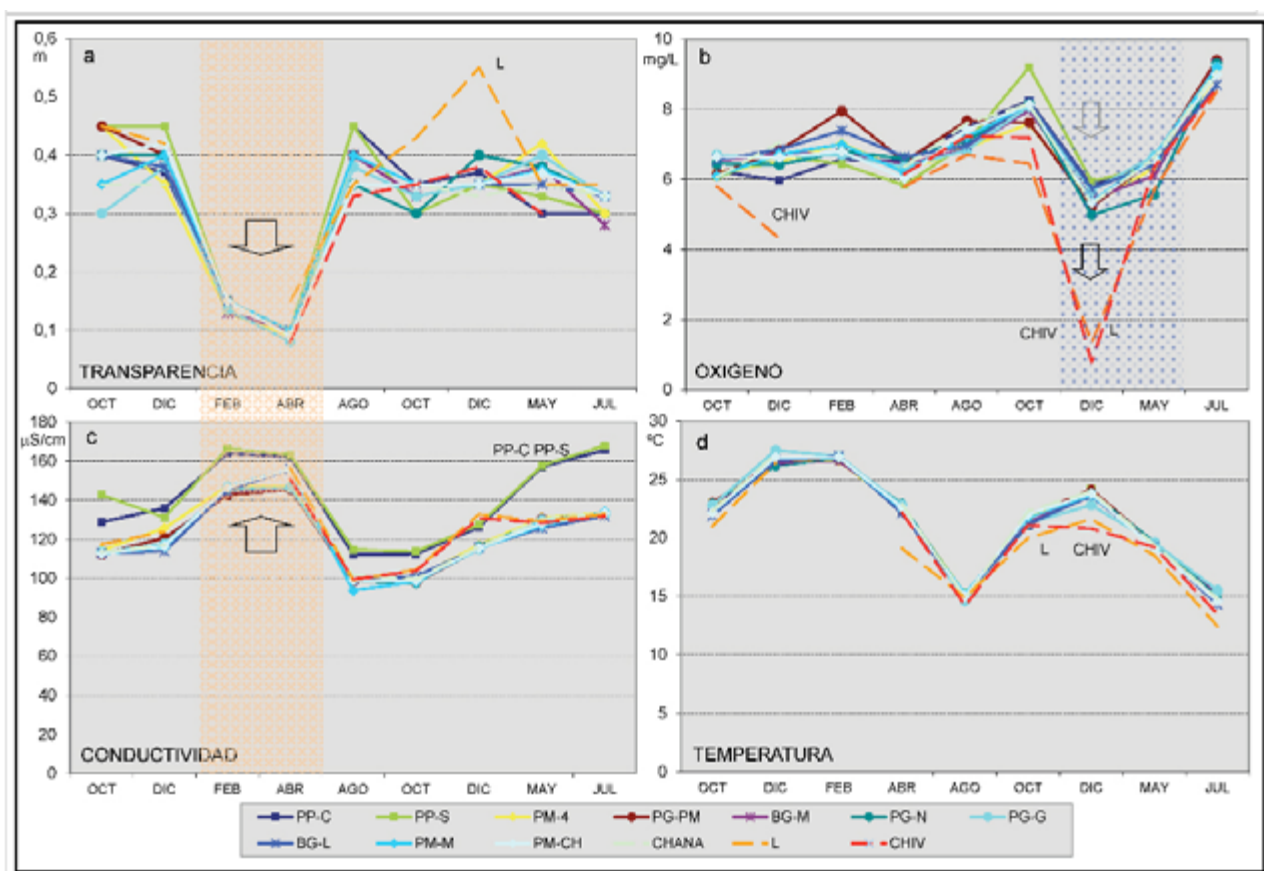 0,6
m
a
L
0,5
0,4
0,3
0,2
0,1
TRANSPARENCIA
0
OCT DIC FEB ABR AGO OCT DIC MAY JUL
10
mg/L
b
8
6
CHIV
4
2
CHIV L
OXIGENO
0
OCT DIC FEB ABR AGO OCT DIC MAY JUL
180
µS/cm
c
PP-C PP-S
160
140
120
100
80
60
40
20
CONDUCTIVIDAD
0
OCT DIC FEB ABR AGO OCT DIC MAY JUL
30
ºC
d
25
20
L CHIV
15
10
5
TEMPERATURA
0
OCT DIC FEB ABR AGO OCT DIC MAY JUL
PP-C PP-S PM-4 PG-PM BG-M PG-N PG-G
BG-L PM-M PM-CH CHANA L CHIV